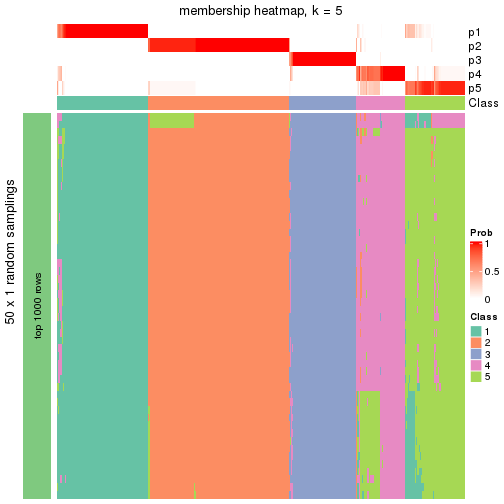 membership heatmap, k = 5
p1
p2
p3
p4
p5
Class
50 x 1 random samplings
top 1000 rows
Prob
1
0.5
0
Class
1
2
3
4
5